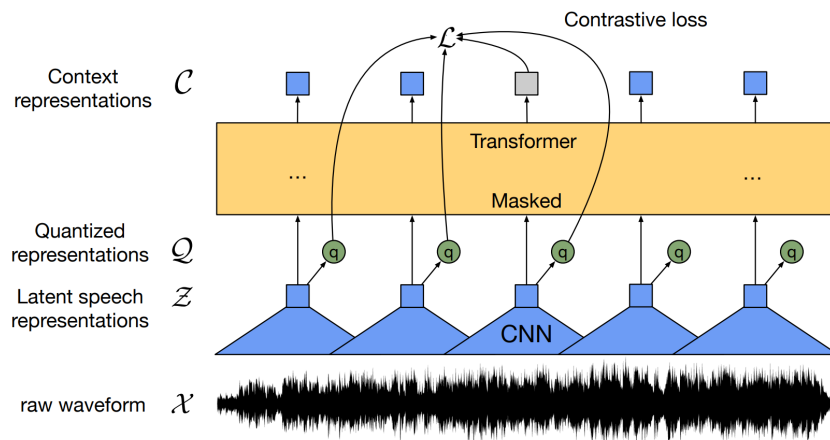 Contrastive loss
ℒ
Context
representations
𝒞
Transformer
...
...
Masked
Quantized
representations
𝒬
q
q
q
q
q
Latent speech
representations
𝒵
CNN
raw waveform
𝒳